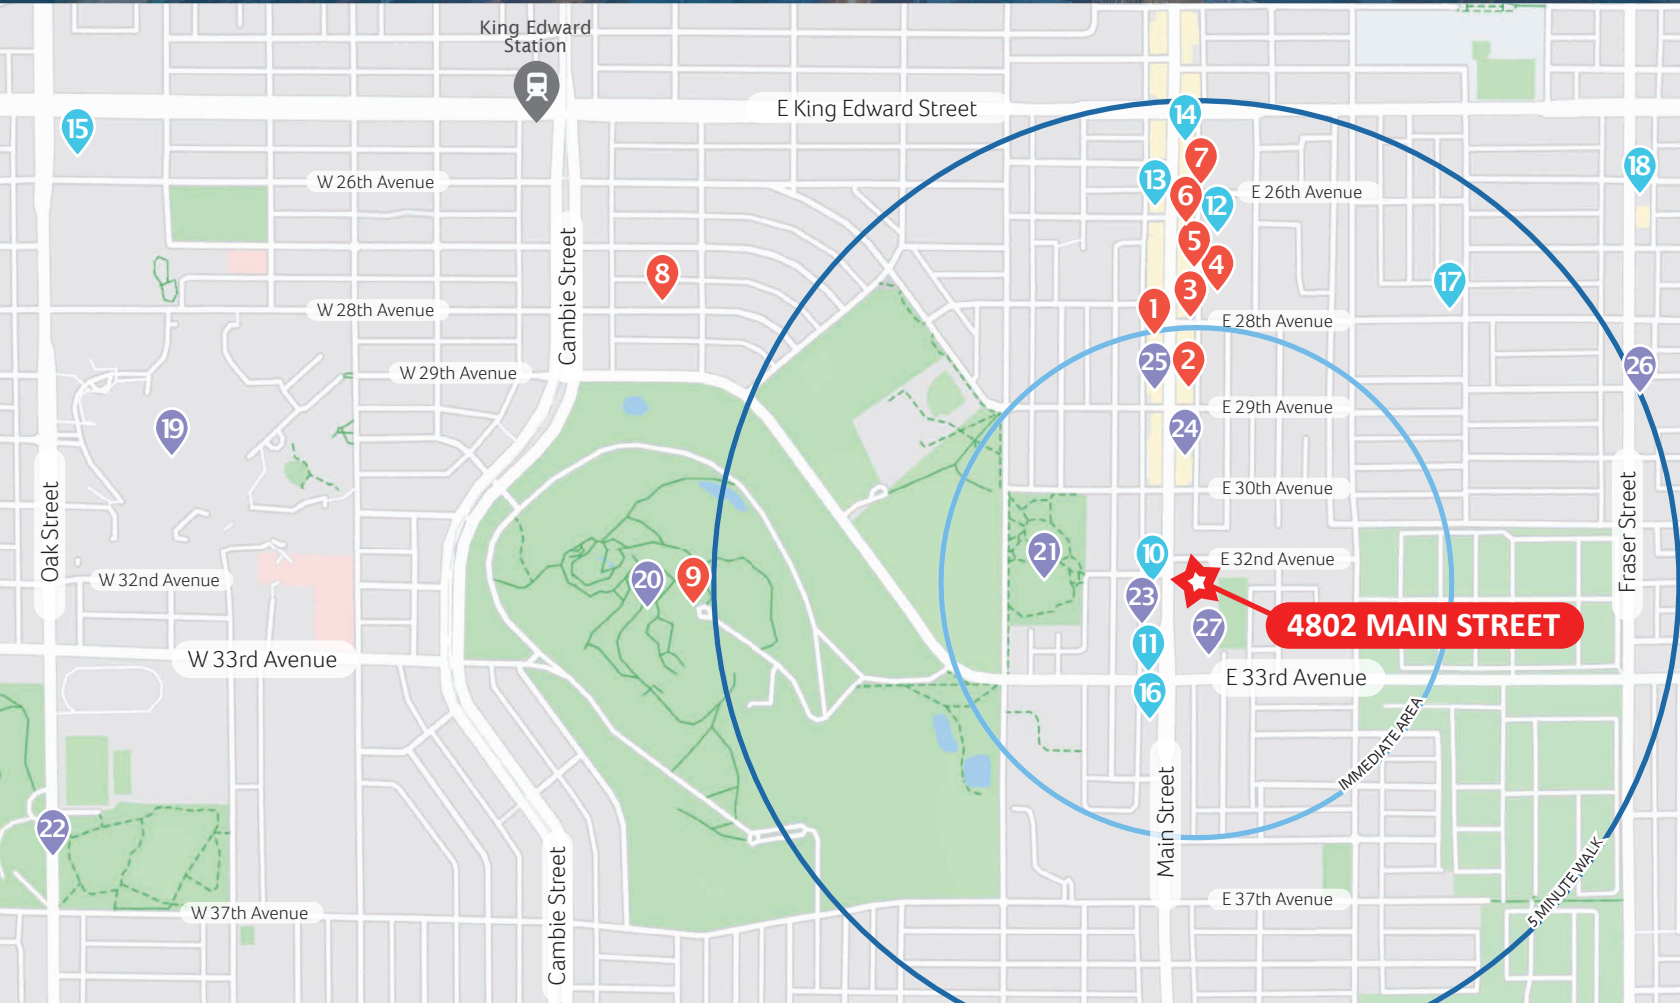 King Edward
Station
E King Edward Street
14
15
7
18
13
W 26th Avenue
6
E 26th Avenue
12
5
4
8
17
3
1
W 28th Avenue
E 28th Avenue
Cambie Street
25
2
26
W 29th Avenue
E 29th Avenue
19
24
E 30th Avenue
Oak Street
Fraser Street
21
10
E 32nd Avenue
W 32nd Avenue
20
9
23
27
4802 MAIN STREET
11
W 33rd Avenue
E 33rd Avenue
16
IMMEDIATE AREA
22
Main Street
5 MINUTE WALK
Cambie Street
W 37th Avenue
E 37th Avenue